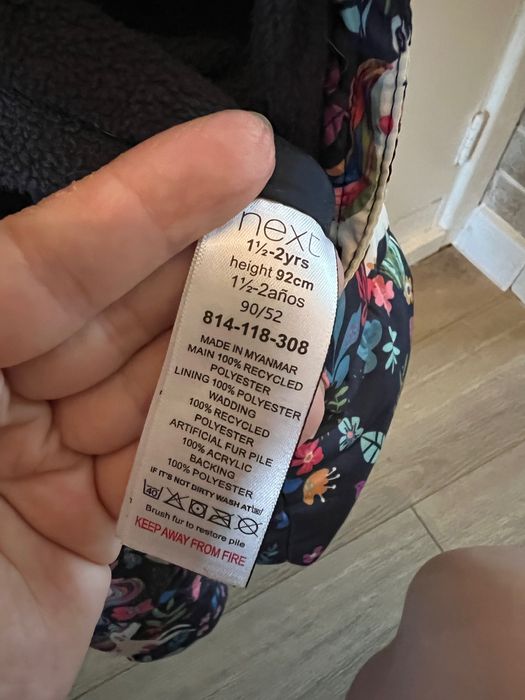 next
1½-2yrs
height 92cm
1½-2años
90/52
814-118-308
MADE IN MYANMAR
MAIN 100% RECYCLED
POLYESTER
LINING 100% POLYESTER
WADDING
100% RECYCLED
POLYESTER
ARTIFICIAL FUR PILE
100% ACRYLIC
BACKING
100% POLYESTER
IF IT'S NOT DIRTY WASH AT
40
Brush fur to restore pile
KEEP AWAY FROM FIRE